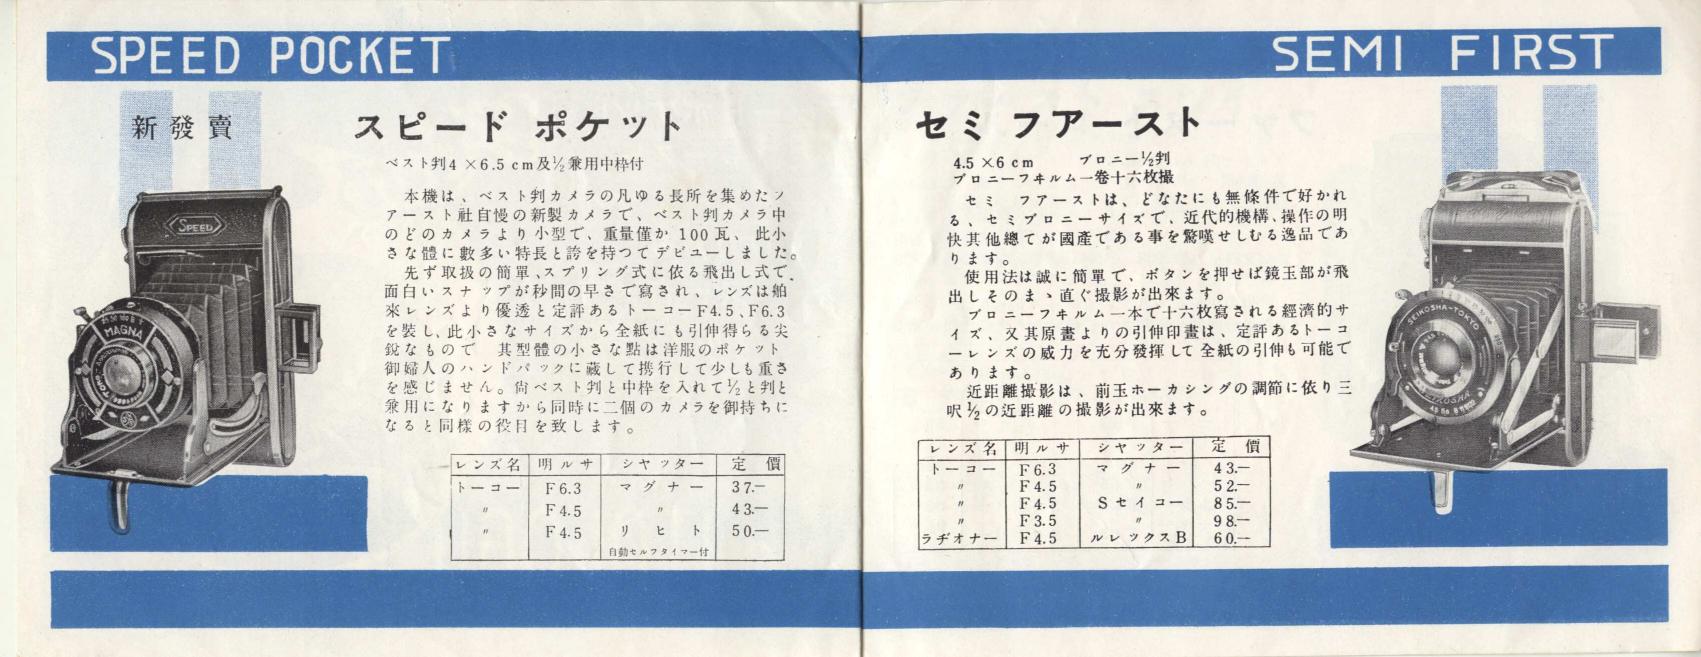 SPEED POCKET
新發賣
スピード ポケット
ベスト判4×6.5cm及½兼用中枠付
本機は、ベスト判カメラの凡ゆる長所を集めたフ
アースト社自慢の新製カメラで、ベスト判カメラ中
のどのカメラより小型で、重量僅か100瓦、此小
さな體に數多い特長と誇を持つてデビユーしました。
先ず取扱の簡單、スプリング式に依る飛出し式で、
面白いスナツプが秒間の早さで寫され、レンズは舶
來レンズより優透と定評あるトーコーF4.5、F6.3
を裝し、此小さなサイズから全紙にも引伸得らる尖
銳なもので 其型體の小さな點は洋服のポケット
御婦人のハンドバックに蔵して携行して少しも重さ
を感じません。尙ベスト判と中枠を入れて½と判と
兼用になりますから同時に二個のカメラを御持ちに
なると同様の役目を致します。
レンズ名 明ルサ シヤッター 定價
トーコー F6.3 マグナー 37.—
〃 F4.5 〃 43.—
〃 F4.5 リヒト 50.—
自動セルフタイマー付
SPEED
MAGNA
SEMI FIRST
セミ フアースト
4.5×6cm ブロニー½判
ブロニーフヰルム一卷十六枚撮
セミ フアーストは、どなたにも無條件で好かれ
る、セミブロニーサイズで、近代的機構、操作の明
快其他總てが國產である事を驚嘆せしむる逸品であ
ります。
使用法は誠に簡單で、ボタンを押せば鏡玉部が飛
出しそのまゝ直ぐ撮影が出來ます。
ブロニーフヰルム一本で十六枚寫される經濟的サ
イズ、又其原畫よりの引伸印畫は、定評あるトーコ
ーレンズの威力を充分發揮して全紙の引伸も可能で
あります。
近距離撮影は、前玉ホーカシングの調節に依り三
呎½の近距離の撮影が出來ます。
レンズ名 明ルサ シヤッター 定價
トーコー F6.3 マグナー 43.—
〃 F4.5 〃 52.—
〃 F4.5 Sセイコー 85.—
〃 F3.5 〃 98.—
ラヂオナー F4.5 ルレックスB 60.—
SEIKOSHA-TOKYO
SEIKOSHA